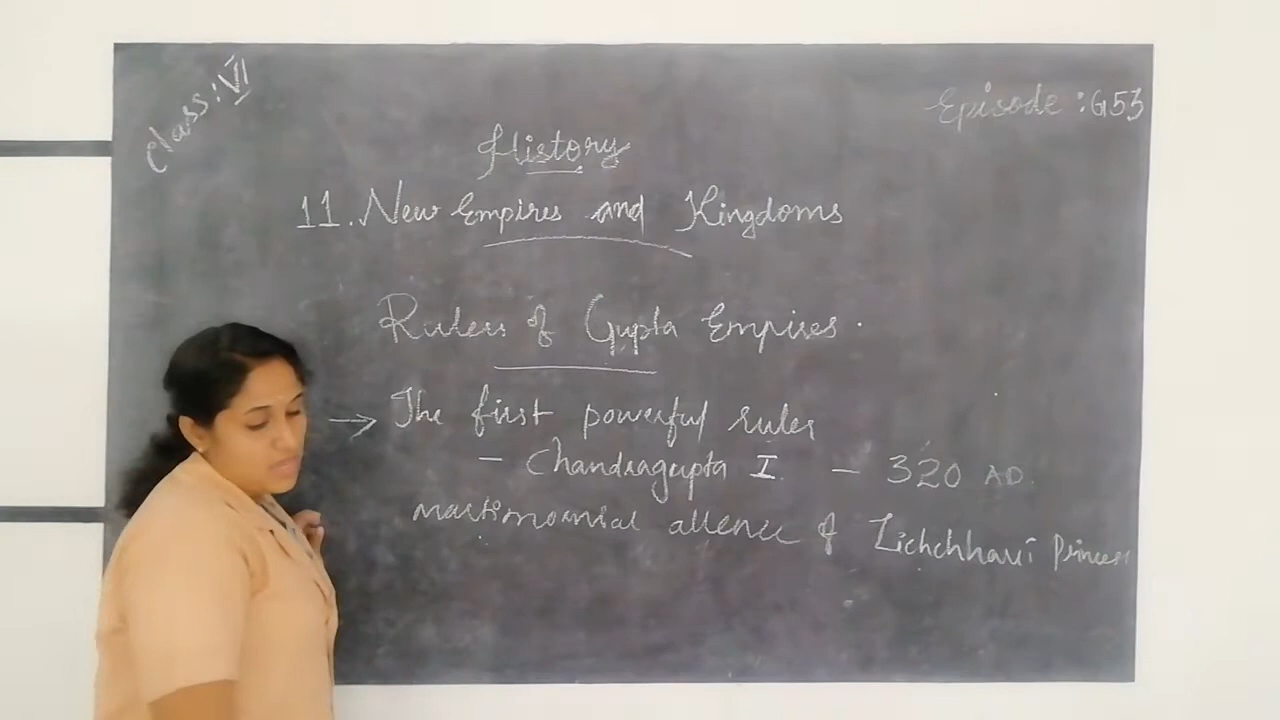 Class: VI
Episode: G53
History
11. New Empires and Kingdoms
Rulers of Gupta Empires.
→ The first powerful ruler
- Chandragupta I - 320 AD.
martimomial allence of Lichchhavi Princess